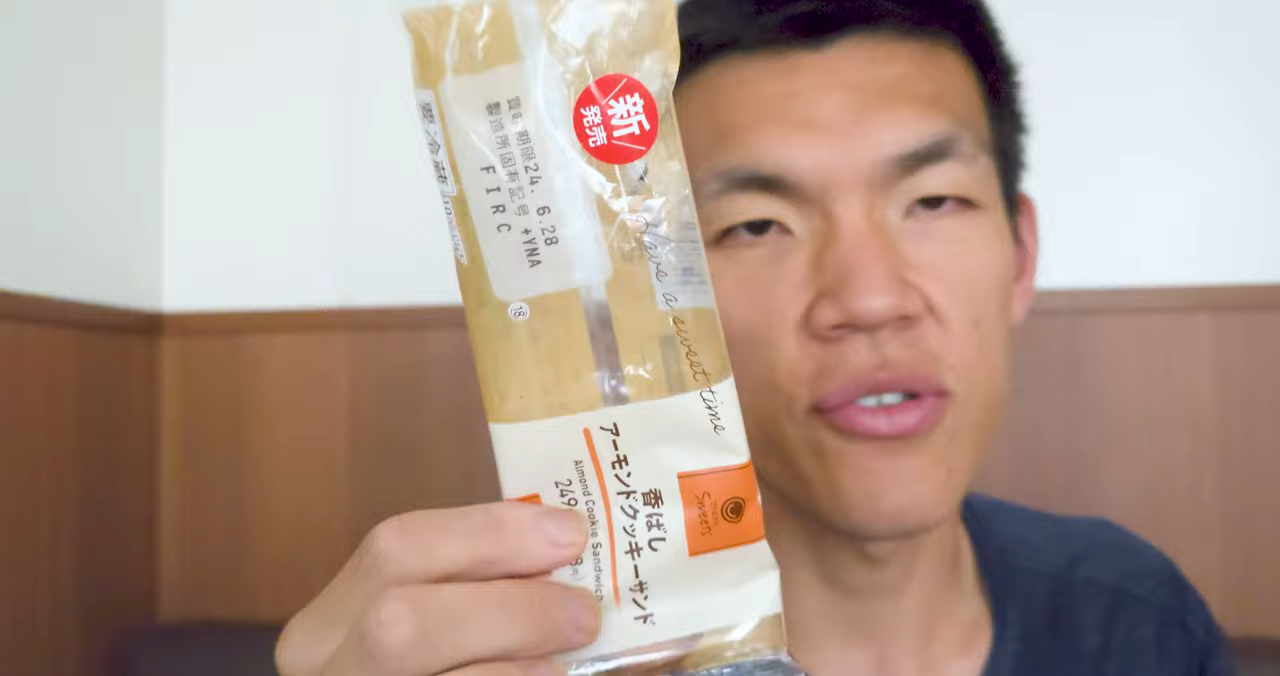 新
発売
要冷蔵
期限24. 6.28
製造所固有記号 +YNA
FIRC
18
Have a sweet time
Sweets
香ばし
アーモンドクッキーサンド
Almond Cookie Sandwich
249